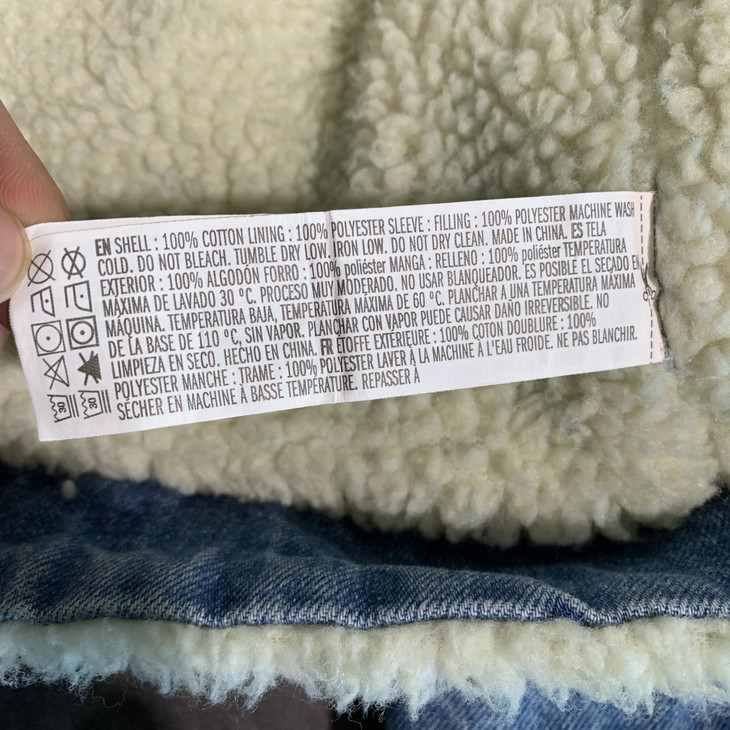 EN SHELL : 100% COTTON LINING : 100% POLYESTER SLEEVE : FILLING : 100% POLYESTER MACHINE WASH
COLD. DO NOT BLEACH. TUMBLE DRY LOW. IRON LOW. DO NOT DRY CLEAN. MADE IN CHINA. ES TELA
EXTERIOR : 100% ALGODÓN FORRO : 100% poliéster MANGA : RELLENO : 100% poliéster TEMPERATURA
MÁXIMA DE LAVADO 30 ºC. PROCESO MUY MODERADO. NO USAR BLANQUEADOR. ES POSIBLE EL SECADO EN
MÁQUINA. TEMPERATURA BAJA, TEMPERATURA MÁXIMA DE 60 ºC. PLANCHAR A UNA TEMPERATURA MÁXIMA
DE LA BASE DE 110 ºC, SIN VAPOR. PLANCHAR CON VAPOR PUEDE CAUSAR DAÑO IRREVERSIBLE. NO
LIMPIEZA EN SECO. HECHO EN CHINA. FR ÉTOFFE EXTÉRIEURE : 100% COTON DOUBLURE : 100%
POLYESTER MANCHE : TRAME : 100% POLYESTER LAVER À LA MACHINE À L'EAU FROIDE. NE PAS BLANCHIR.
SÉCHER EN MACHINE À BASSE TEMPÉRATURE. REPASSER À